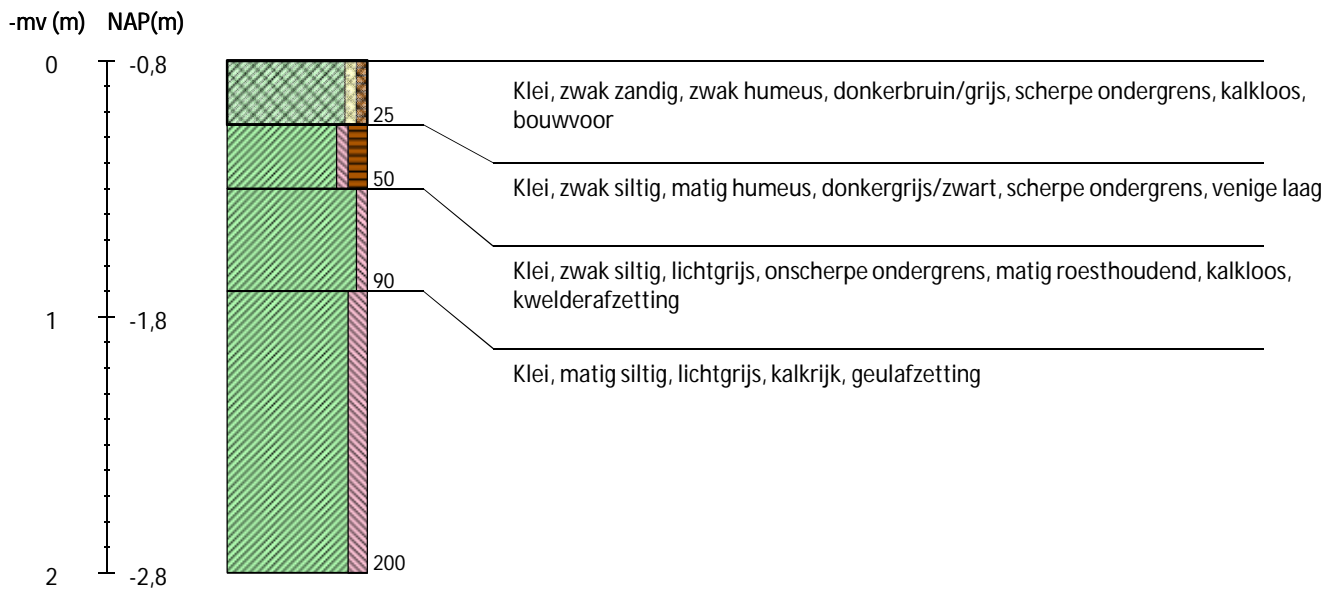 -mv (m) NAP(m)
0 -0,8
Klei, zwak zandig, zwak humeus, donkerbruin/grijs, scherpe ondergrens, kalkloos,
bouwvoor
25
Klei, zwak siltig, matig humeus, donkergrijs/zwart, scherpe ondergrens, venige laag
50
Klei, zwak siltig, lichtgrijs, onscherpe ondergrens, matig roesthoudend, kalkloos,
kwelderafzetting
90
1 -1,8
Klei, matig siltig, lichtgrijs, kalkrijk, geulafzetting
200
2 -2,8